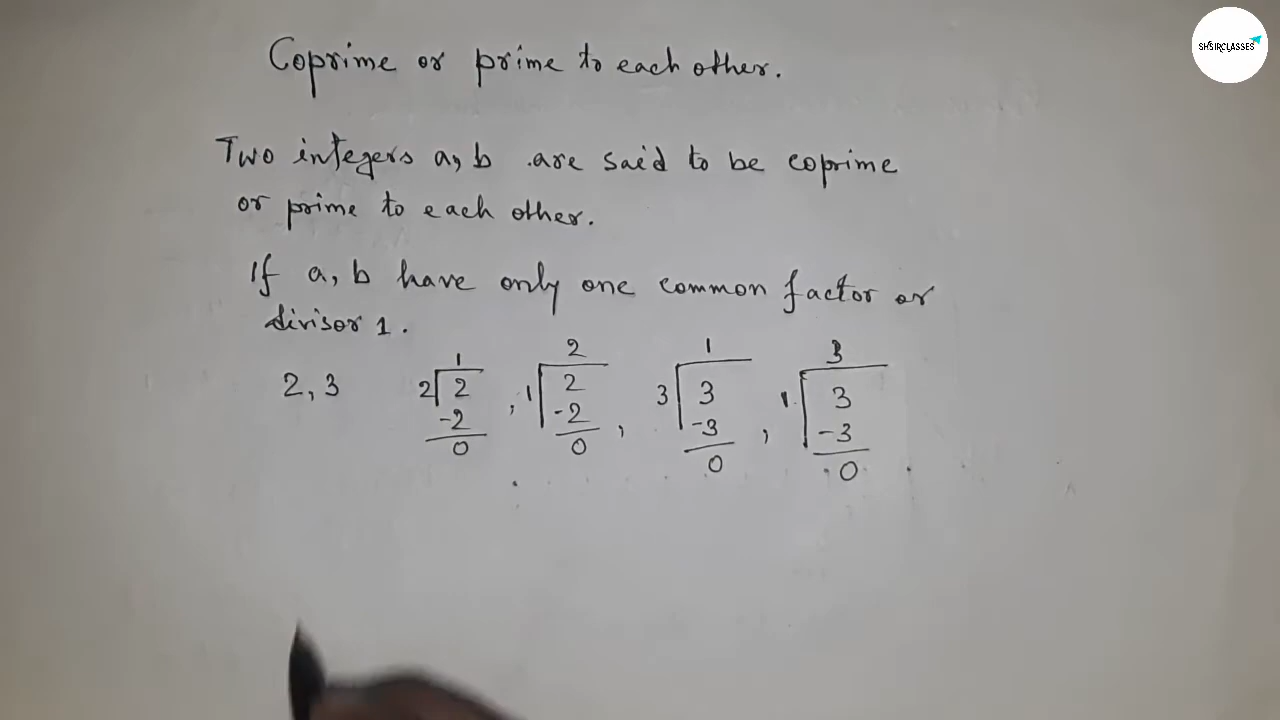 SHSIRCLASSES
Coprime or prime to each other.
Two integers a, b are said to be coprime
or prime to each other.
If a, b have only one common factor or
divisor 1.
1 2 1 3
2, 3 2 2 , 1 2 3 3 1 3
-2 -2 , -3 , -3
0 0 0 0